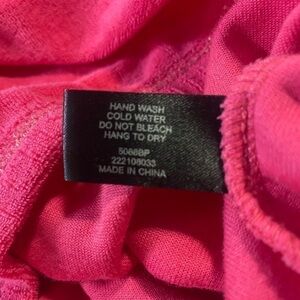 HAND WASH
COLD WATER
DO NOT BLEACH
HANG TO DRY
5088BP
222108033
MADE IN CHINA